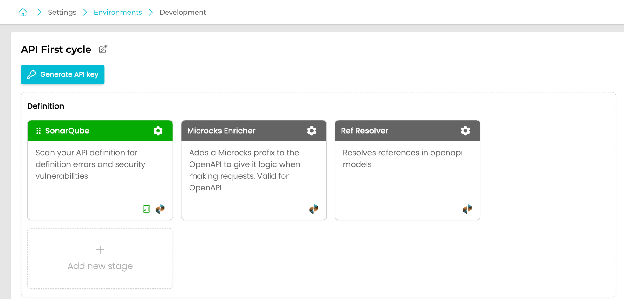 Settings Environments Development
API First cycle
Generate API key
Definition
SonarQube
Scan your API definition for
definition errors and security
vulnerabilities
Microcks Enricher
Adds a Microcks prefix to the
OpenAPI to give it logic when
making requests. Valid for
OpenAPI
Ref Resolver
Resolves references in openapi
models
Add new stage